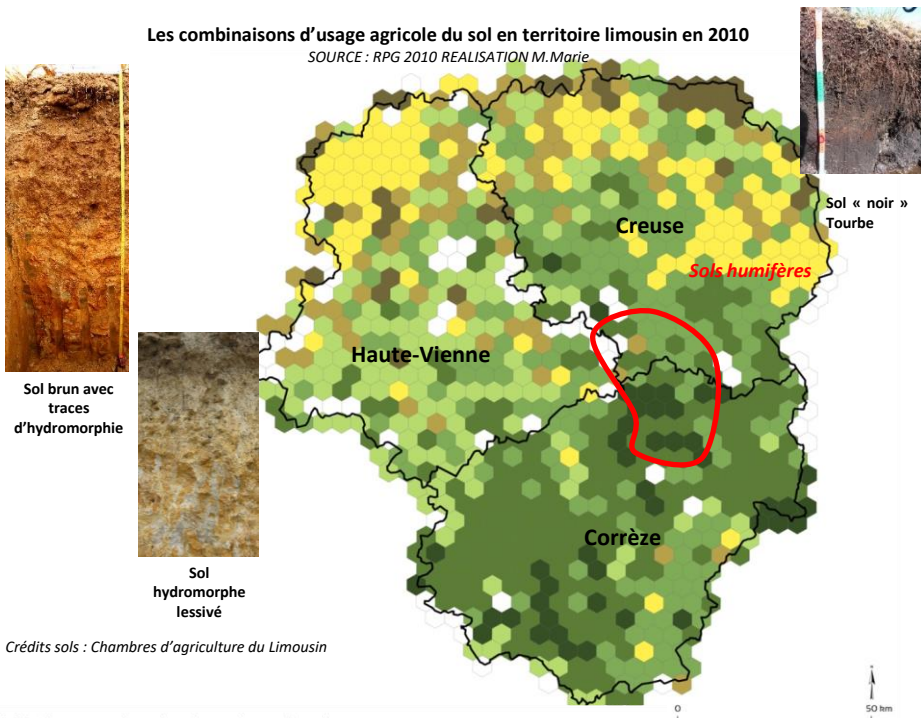 Les combinaisons d'usage agricole du sol en territoire limousin en 2010
SOURCE : RPG 2010 REALISATION M.Marie
Sol « noir »
Tourbe
Creuse
Sols humifères
Haute-Vienne
Sol brun avec
traces
d'hydromorphie
Corrèze
Sol
hydromorphe
lessivé
Crédits sols : Chambres d'agriculture du Limousin
0
50 km